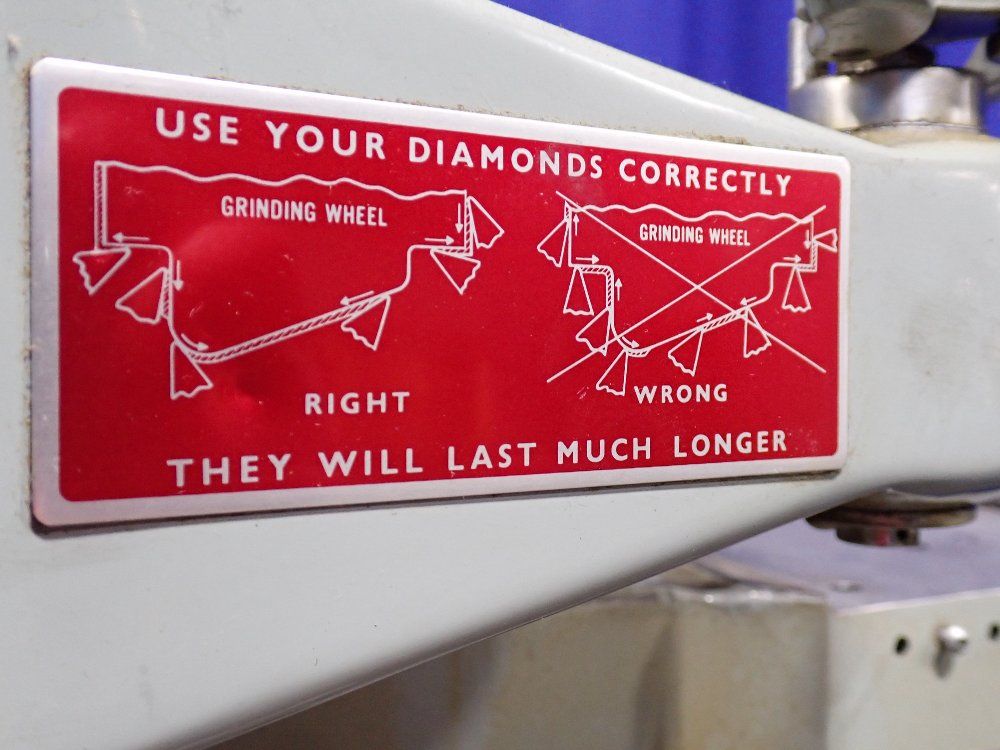 USE YOUR DIAMONDS CORRECTLY
GRINDING WHEEL
GRINDING WHEEL
RIGHT
WRONG
THEY WILL LAST MUCH LONGER